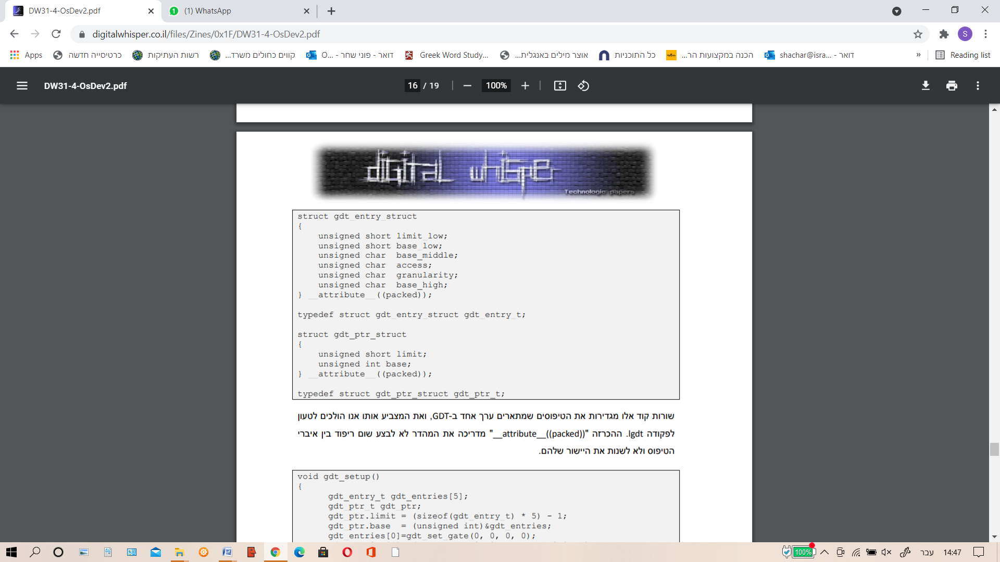 DW31-4-OsDev2.pdf
(1) WhatsApp
digitalwhisper.co.il/files/Zines/0x1F/DW31-4-OsDev2.pdf
S
Apps
כרטיסייה חדשה
רשות העתיקות
קווים כחולים משרד...
דואר - פוני שחר - ...O
Greek Word Study...
אוצר מילים באנגלית...
כל התוכניות
הכנה במקצועות הר...
דואר - ...shachar@isra
»
Reading list
DW31-4-OsDev2.pdf
16 / 19
100%
digital whisper
Technologic papers
struct gdt_entry_struct
{
unsigned short limit_low;
unsigned short base_low;
unsigned char  base_middle;
unsigned char  access;
unsigned char  granularity;
unsigned char  base_high;
} __attribute__((packed));
typedef struct gdt_entry_struct gdt_entry_t;
struct gdt_ptr_struct
{
unsigned short limit;
unsigned int base;
} __attribute__((packed));
typedef struct gdt_ptr_struct gdt_ptr_t;
שורות קוד אלו מגדירות את הטיפוסים שמתארים ערך אחד ב-GDT, ואת המצביע אותו אנו הולכים לטעון
לפקודה lgdt. ההכרזה "__attribute__((packed))" מדריכה את המהדר לא לבצע שום ריפוד בין איברי
הטיפוס ולא לשנות את היישור שלהם.
void gdt_setup()
{
gdt_entry_t gdt_entries[5];
gdt_ptr_t gdt_ptr;
gdt_ptr.limit = (sizeof(gdt_entry_t) * 5) - 1;
gdt_ptr.base  = (unsigned int)&gdt_entries;
gdt_entries[0]=gdt_set_gate(0, 0, 0, 0);
100%
עבר
14:47